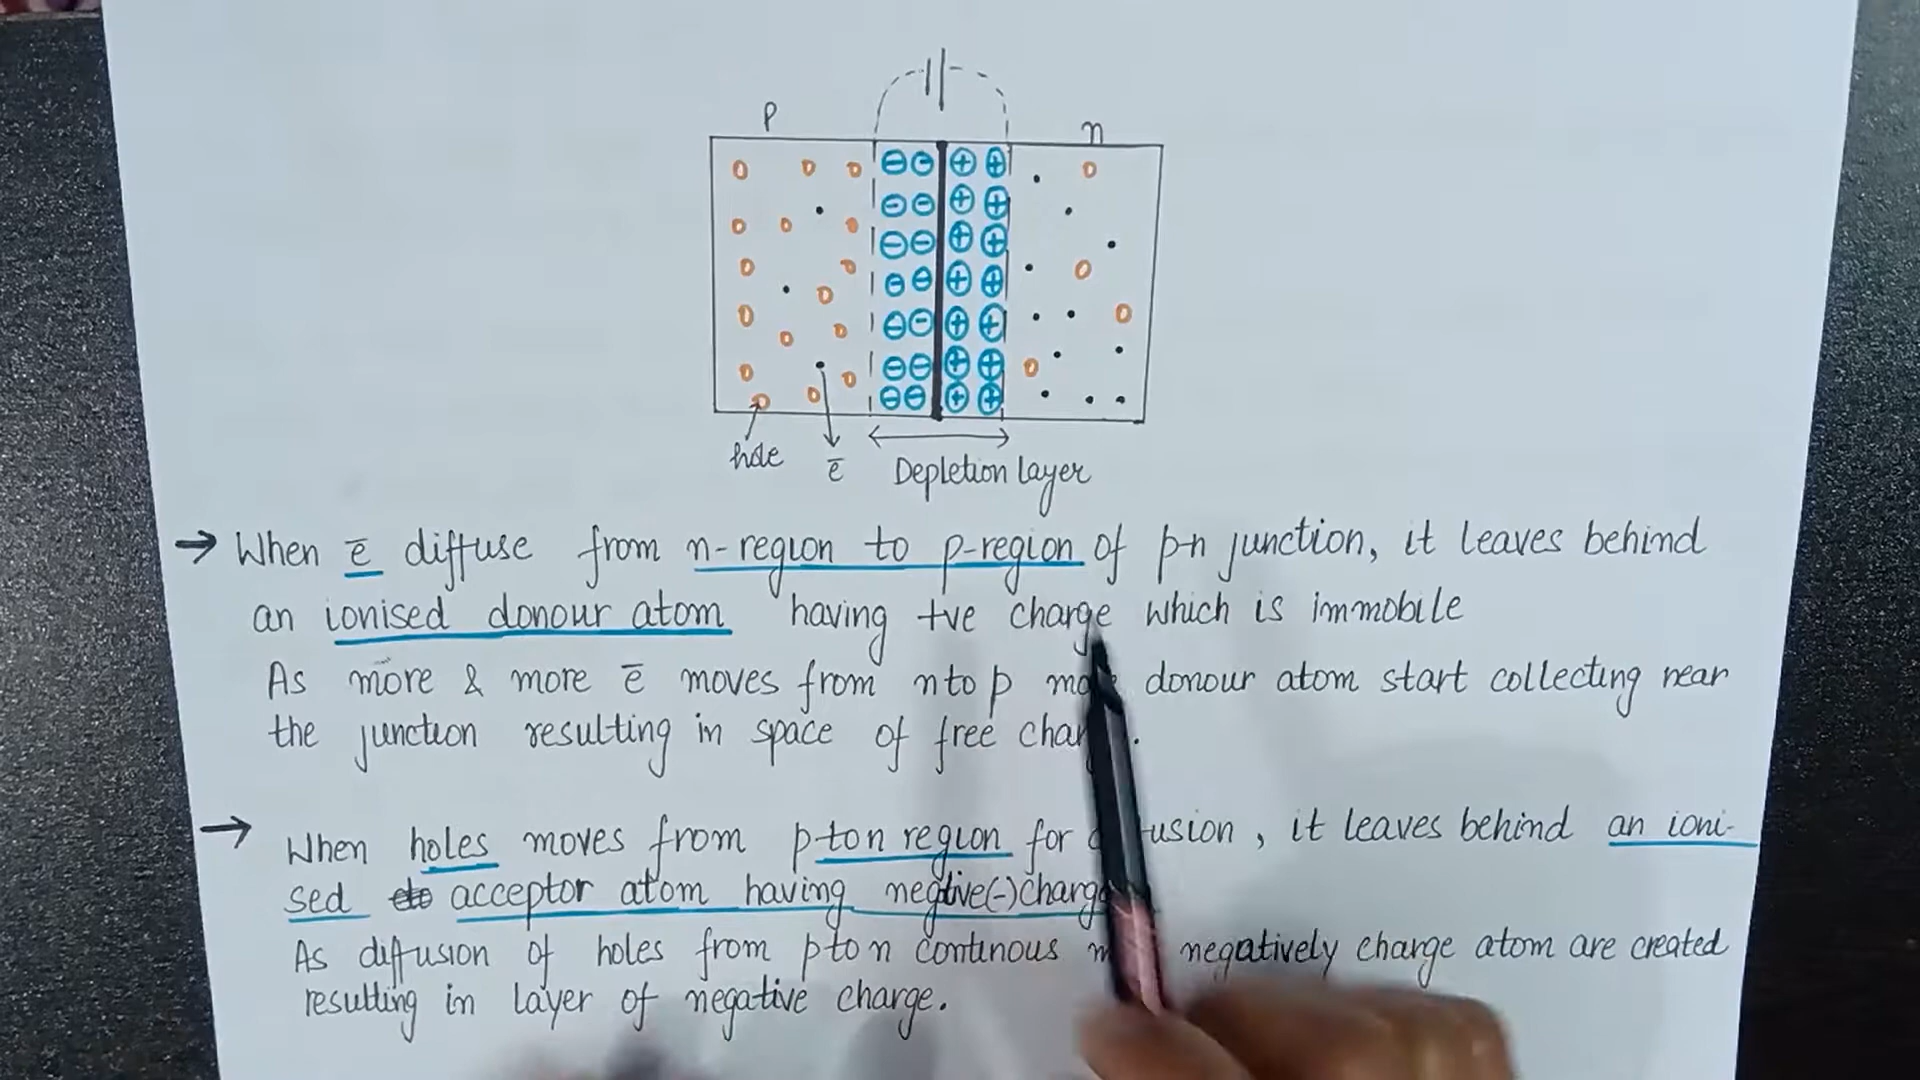 p n
hole ē Depletion layer
→ When ē diffuse from n-region to p-region of p-n junction, it leaves behind
an ionised donour atom having +ve charge which is immobile
As more & more ē moves from n to p donour atom start collecting near
the junction resulting in space of free
→ When holes moves from p to n region for it leaves behind an ioni-
sed acceptor atom having negtive(-)charge
As diffusion of holes from p to n continous negatively charge atom are created
resulting in layer of negative charge.